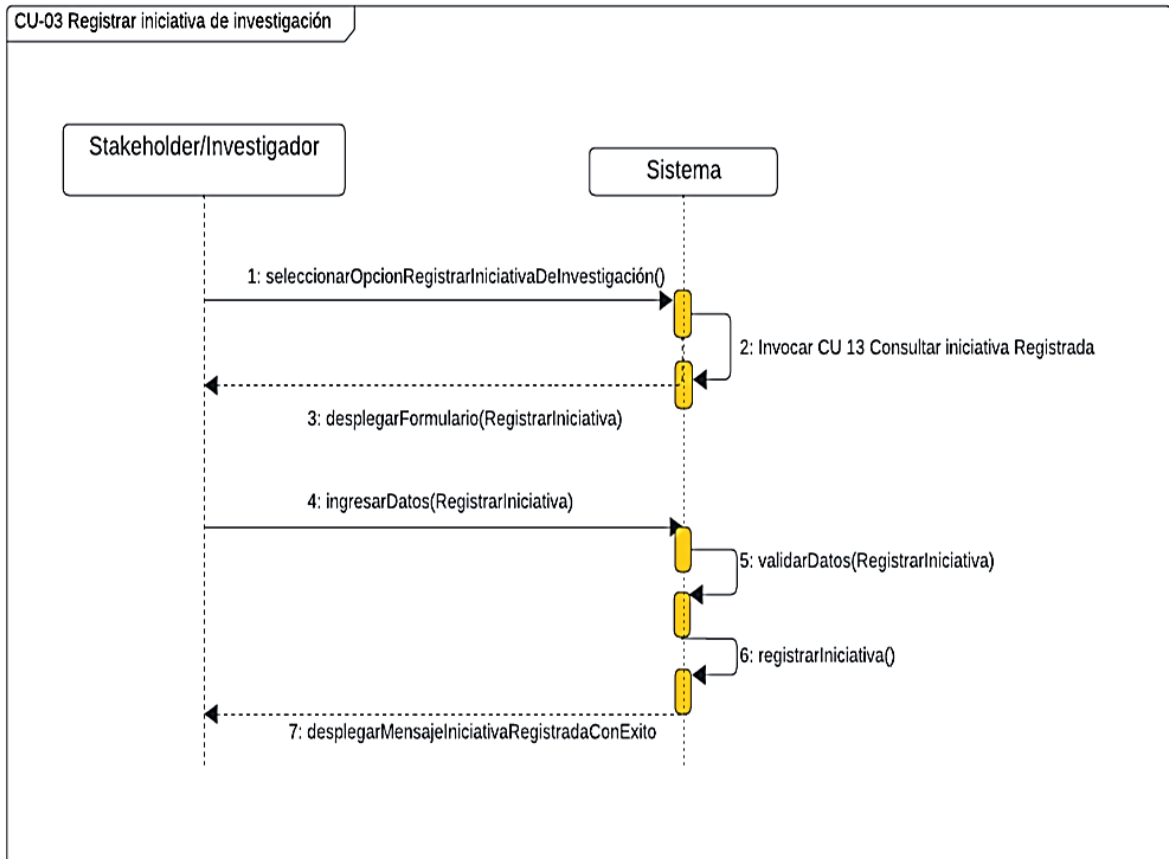 CU-03 Registrar iniciativa de investigación
Stakeholder/Investigador
Sistema
1: seleccionarOpcionRegistrarIniciativaDeInvestigación()
2: Invocar CU 13 Consultar iniciativa Registrada
3: desplegarFormulario(RegistrarIniciativa)
4: ingresarDatos(RegistrarIniciativa)
5: validarDatos(RegistrarIniciativa)
6: registrarIniciativa()
7: desplegarMensajeIniciativaRegistradaConExito